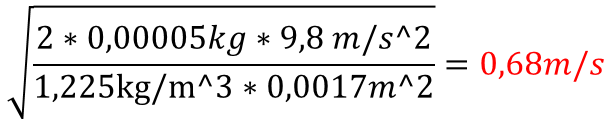 √(2 ∗ 0,00005kg ∗ 9,8 m/s^2
1,225kg/m^3 ∗ 0,0017m^2) = 0,68m/s